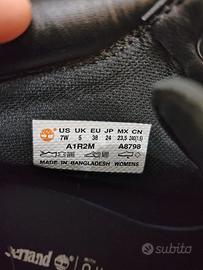 US UK EU JP MX CN
7W 5 38 24 23,5 240(1.5)
A1R2M A8798
MADE IN BANGLADESH WOMENS
subito